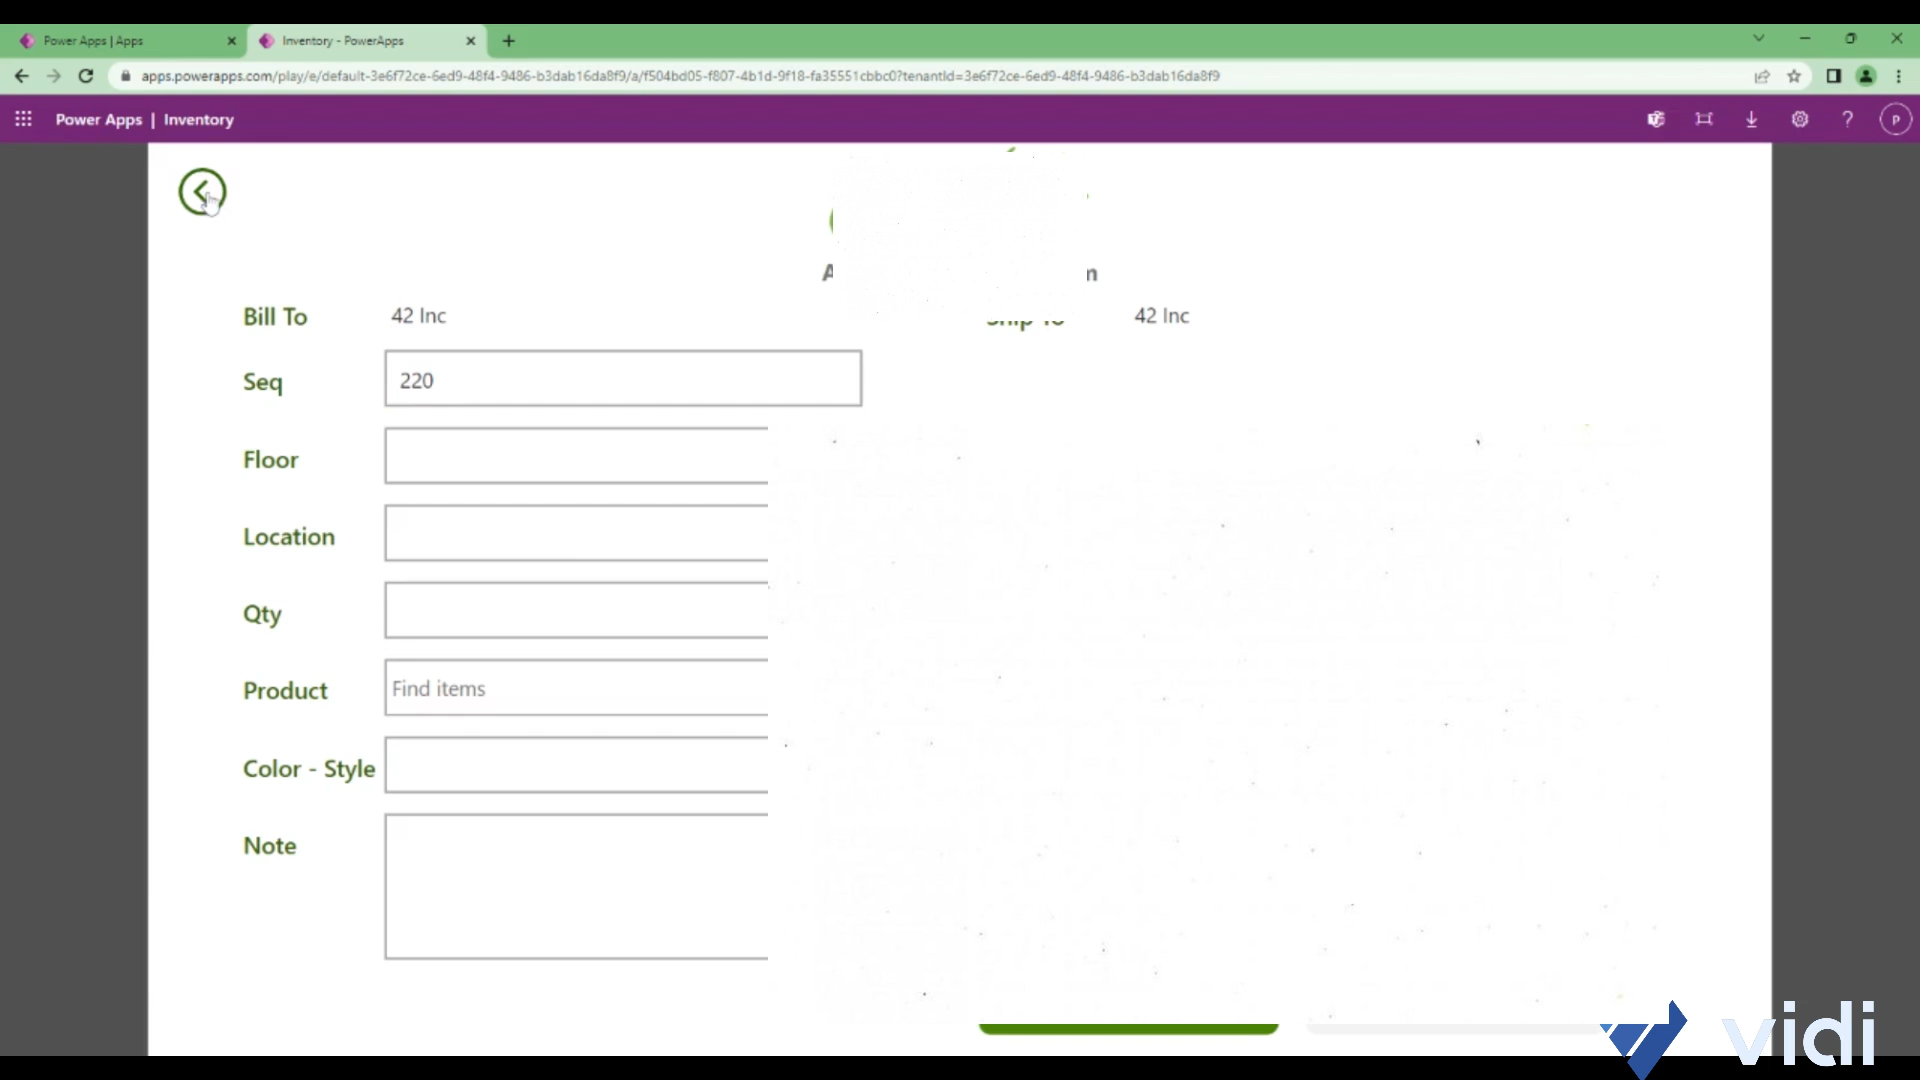 Power Apps | Apps
Inventory - PowerApps
apps.powerapps.com/play/e/default-3e6f72ce-6ed9-48f4-9486-b3dab16da8f9/a/f504bd05-f807-4b1d-9f18-fa35551cbbc0?tenantId=3e6f72ce-6ed9-48f4-9486-b3dab16da8f9
Power Apps | Inventory
P
Bill To 42 Inc 42 Inc
Seq 220
Floor
Location
Qty
Product Find items
Color - Style
Note
vidi